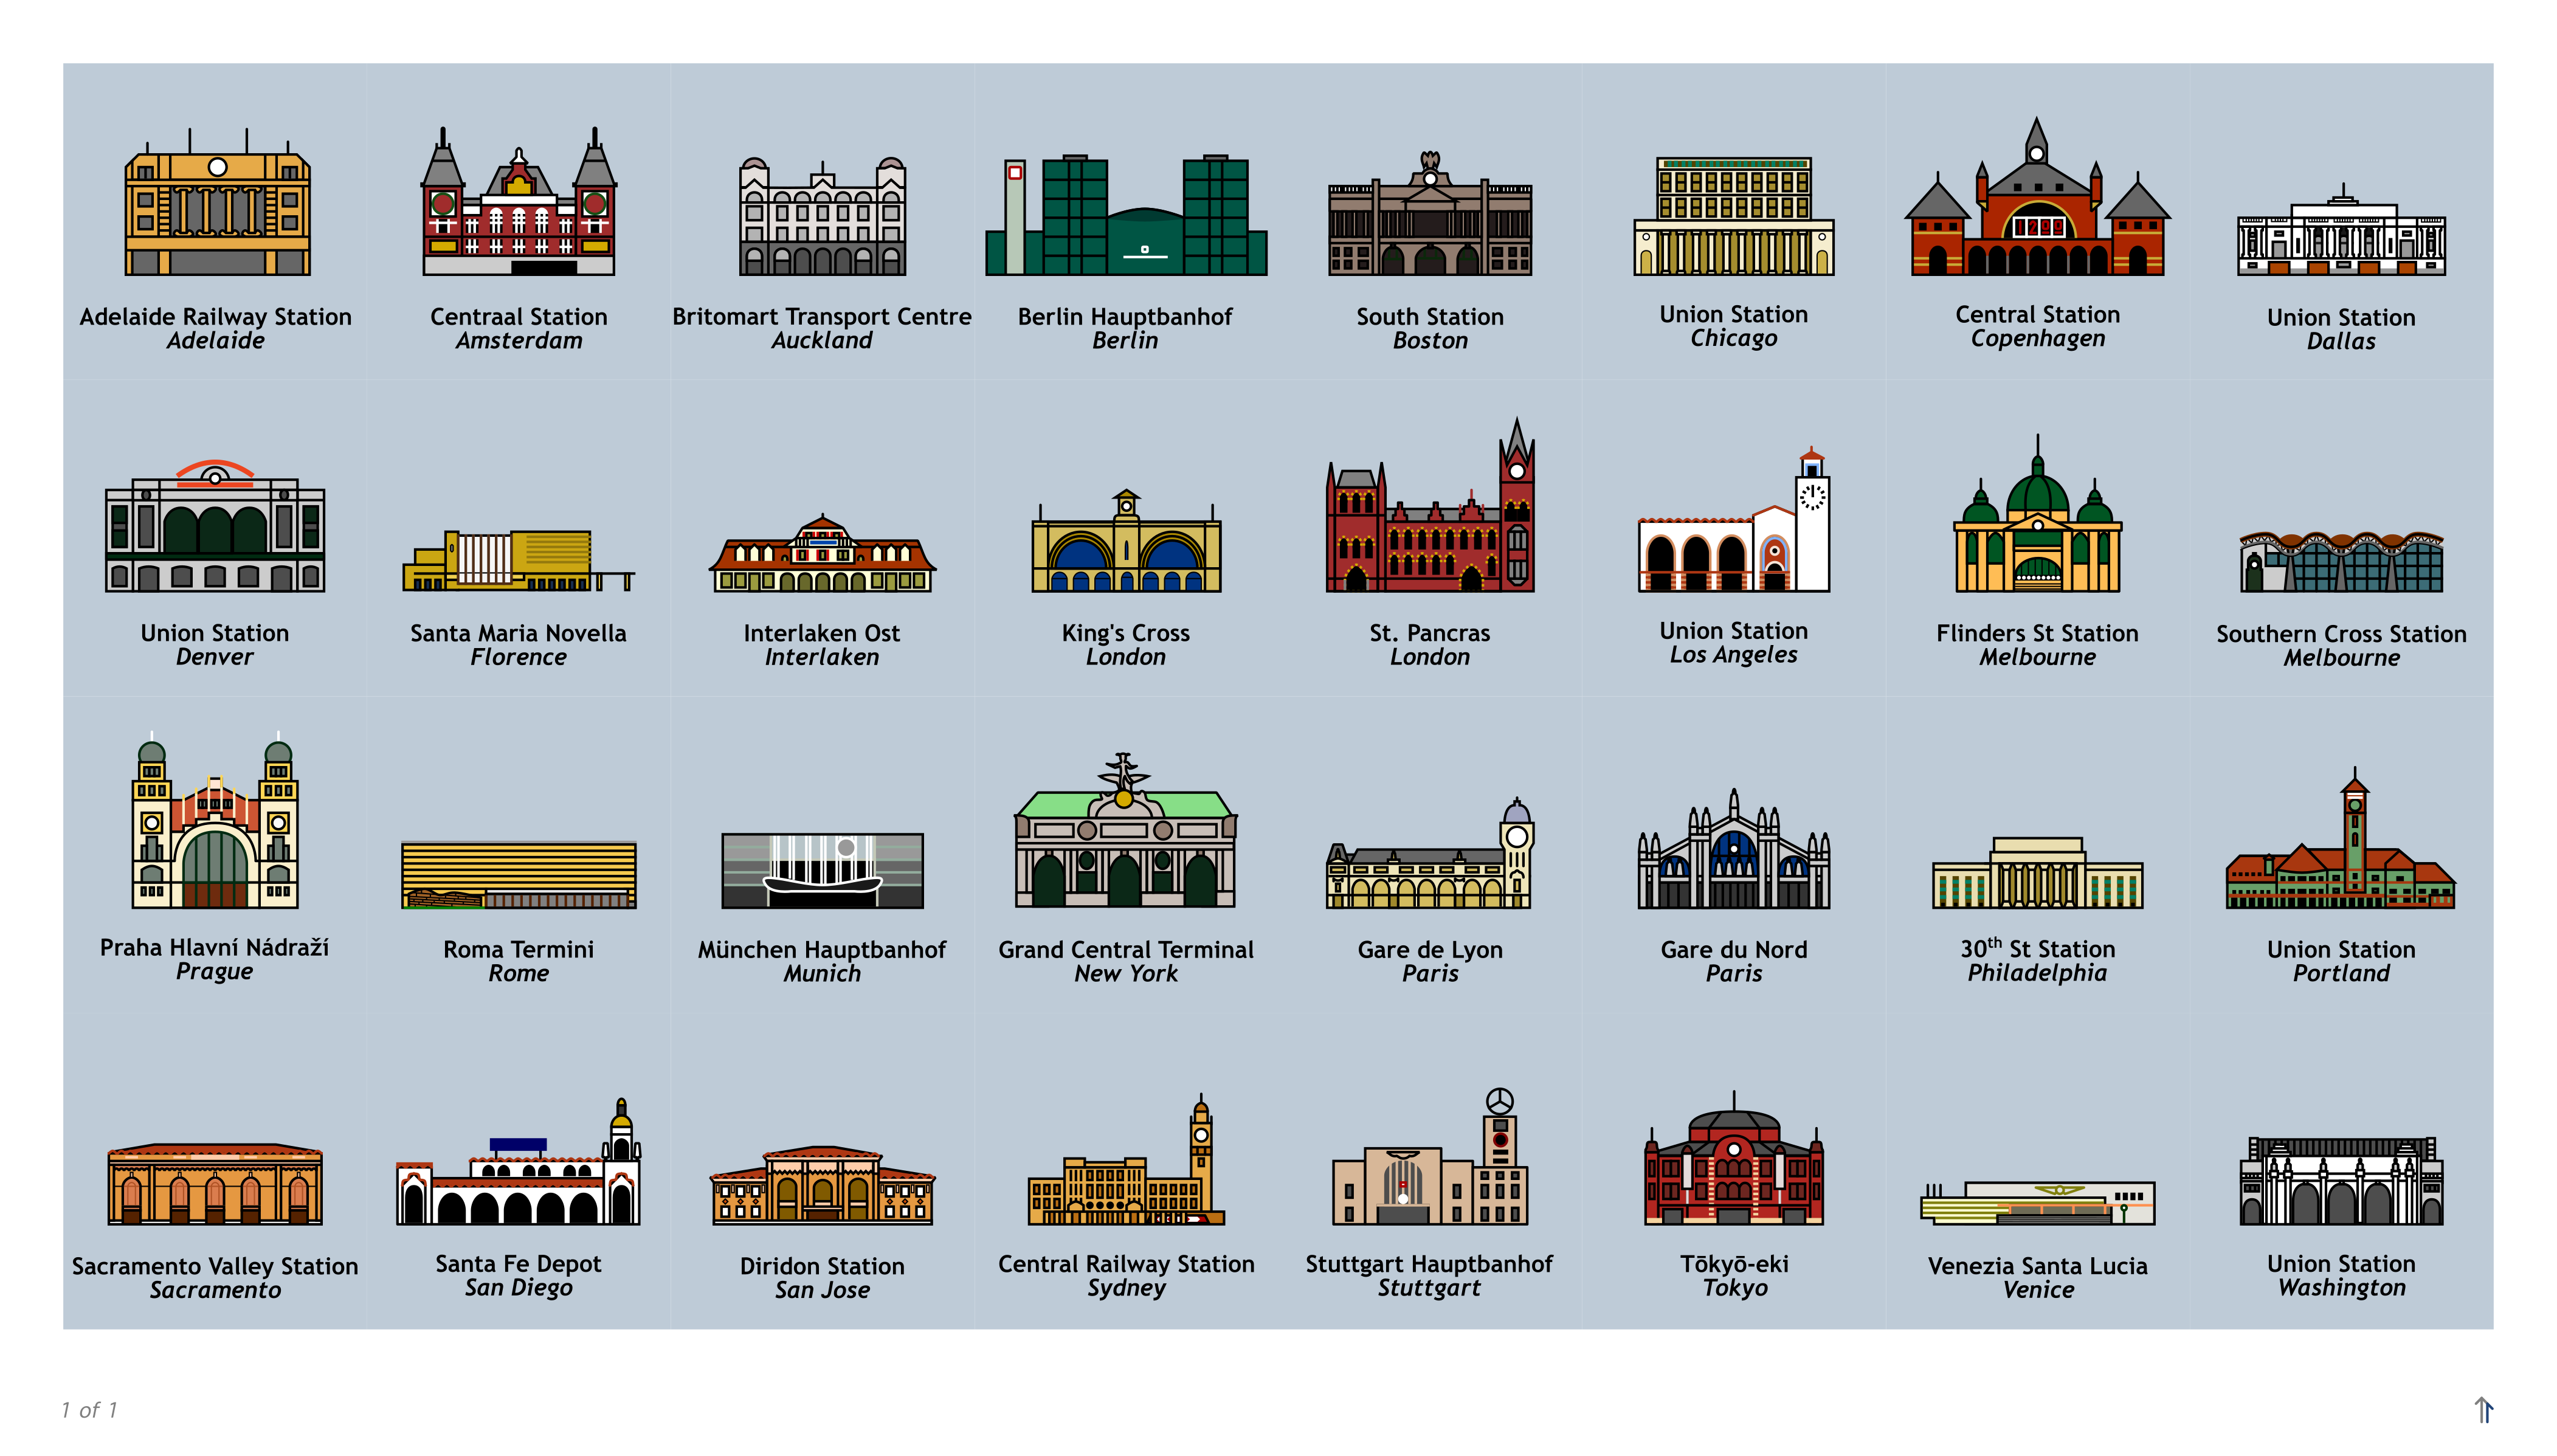 Adelaide Railway Station
Adelaide
Centraal Station
Amsterdam
Britomart Transport Centre
Auckland
Berlin Hauptbanhof
Berlin
South Station
Boston
Union Station
Chicago
1200
Central Station
Copenhagen
Union Station
Dallas
Union Station
Denver
Santa Maria Novella
Florence
Interlaken Ost
Interlaken
King's Cross
London
St. Pancras
London
Union Station
Los Angeles
Flinders St Station
Melbourne
Southern Cross Station
Melbourne
Praha Hlavní Nádraží
Prague
Roma Termini
Rome
München Hauptbanhof
Munich
Grand Central Terminal
New York
Gare de Lyon
Paris
Gare du Nord
Paris
30th St Station
Philadelphia
Union Station
Portland
Sacramento Valley Station
Sacramento
Santa Fe Depot
San Diego
Diridon Station
San Jose
Central Railway Station
Sydney
Stuttgart Hauptbanhof
Stuttgart
Tōkyō-eki
Tokyo
Venezia Santa Lucia
Venice
Union Station
Washington
1 of 1